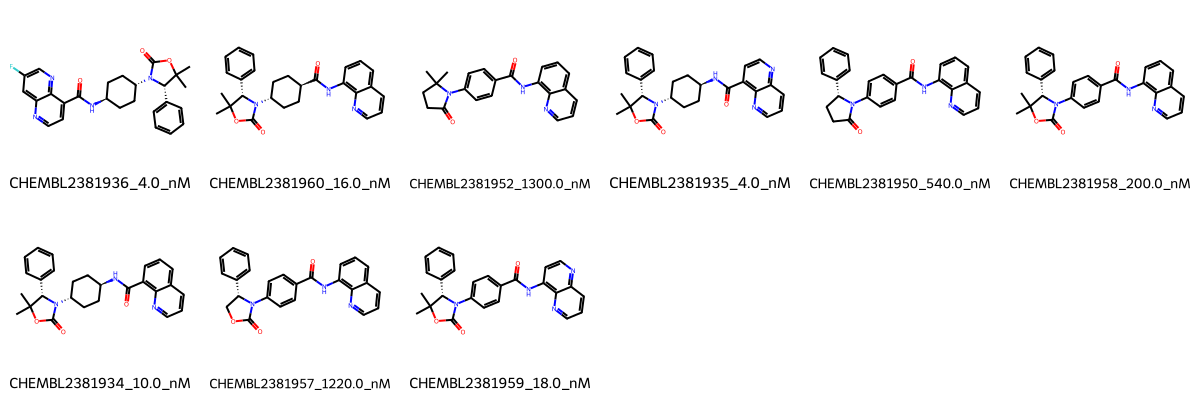 CHEMBL2381936_4.0_nM
CHEMBL2381960_16.0_nM
CHEMBL2381952_1300.0_nM
CHEMBL2381935_4.0_nM
CHEMBL2381950_540.0_nM
CHEMBL2381958_200.0_nM
CHEMBL2381934_10.0_nM
CHEMBL2381957_1220.0_nM
CHEMBL2381959_18.0_nM